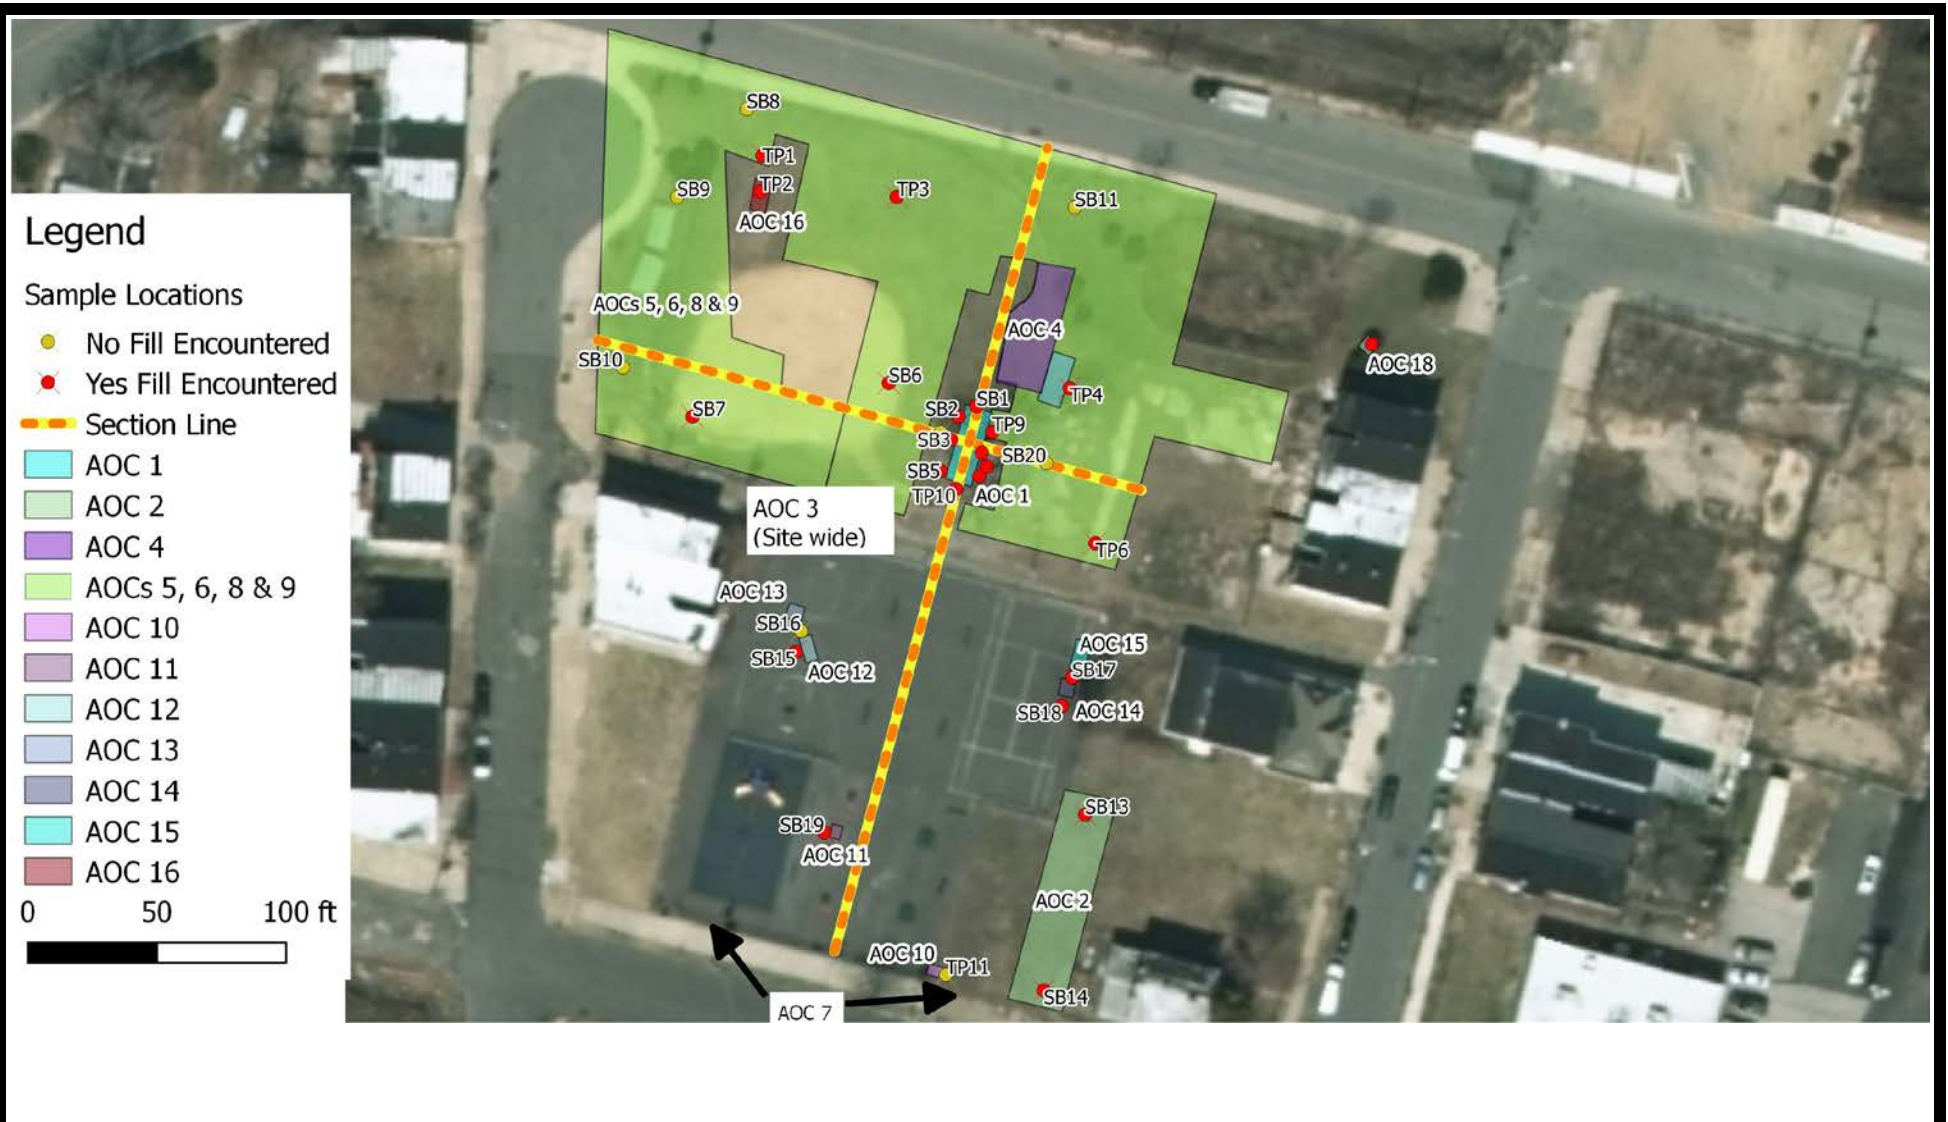 Legend
Sample Locations
No Fill Encountered
Yes Fill Encountered
Section Line
AOC 1
AOC 2
AOC 4
AOCs 5, 6, 8 & 9
AOC 10
AOC 11
AOC 12
AOC 13
AOC 14
AOC 15
AOC 16
0 50 100 ft
SB8
TP1
TP2
SB9
TP3
SB11
AOC 16
AOCs 5, 6, 8 & 9
AOC 4
SB10
AOC 18
SB6
TP4
SB1
SB7
SB2
TP9
SB3
SB20
SB5
TP10
AOC 1
AOC 3
(Site wide)
TP6
AOC 13
SB16
AOC 15
SB15
AOC 12
SB17
SB18
AOC 14
SB13
SB19
AOC 11
AOC 2
AOC 10
TP11
SB14
AOC 7